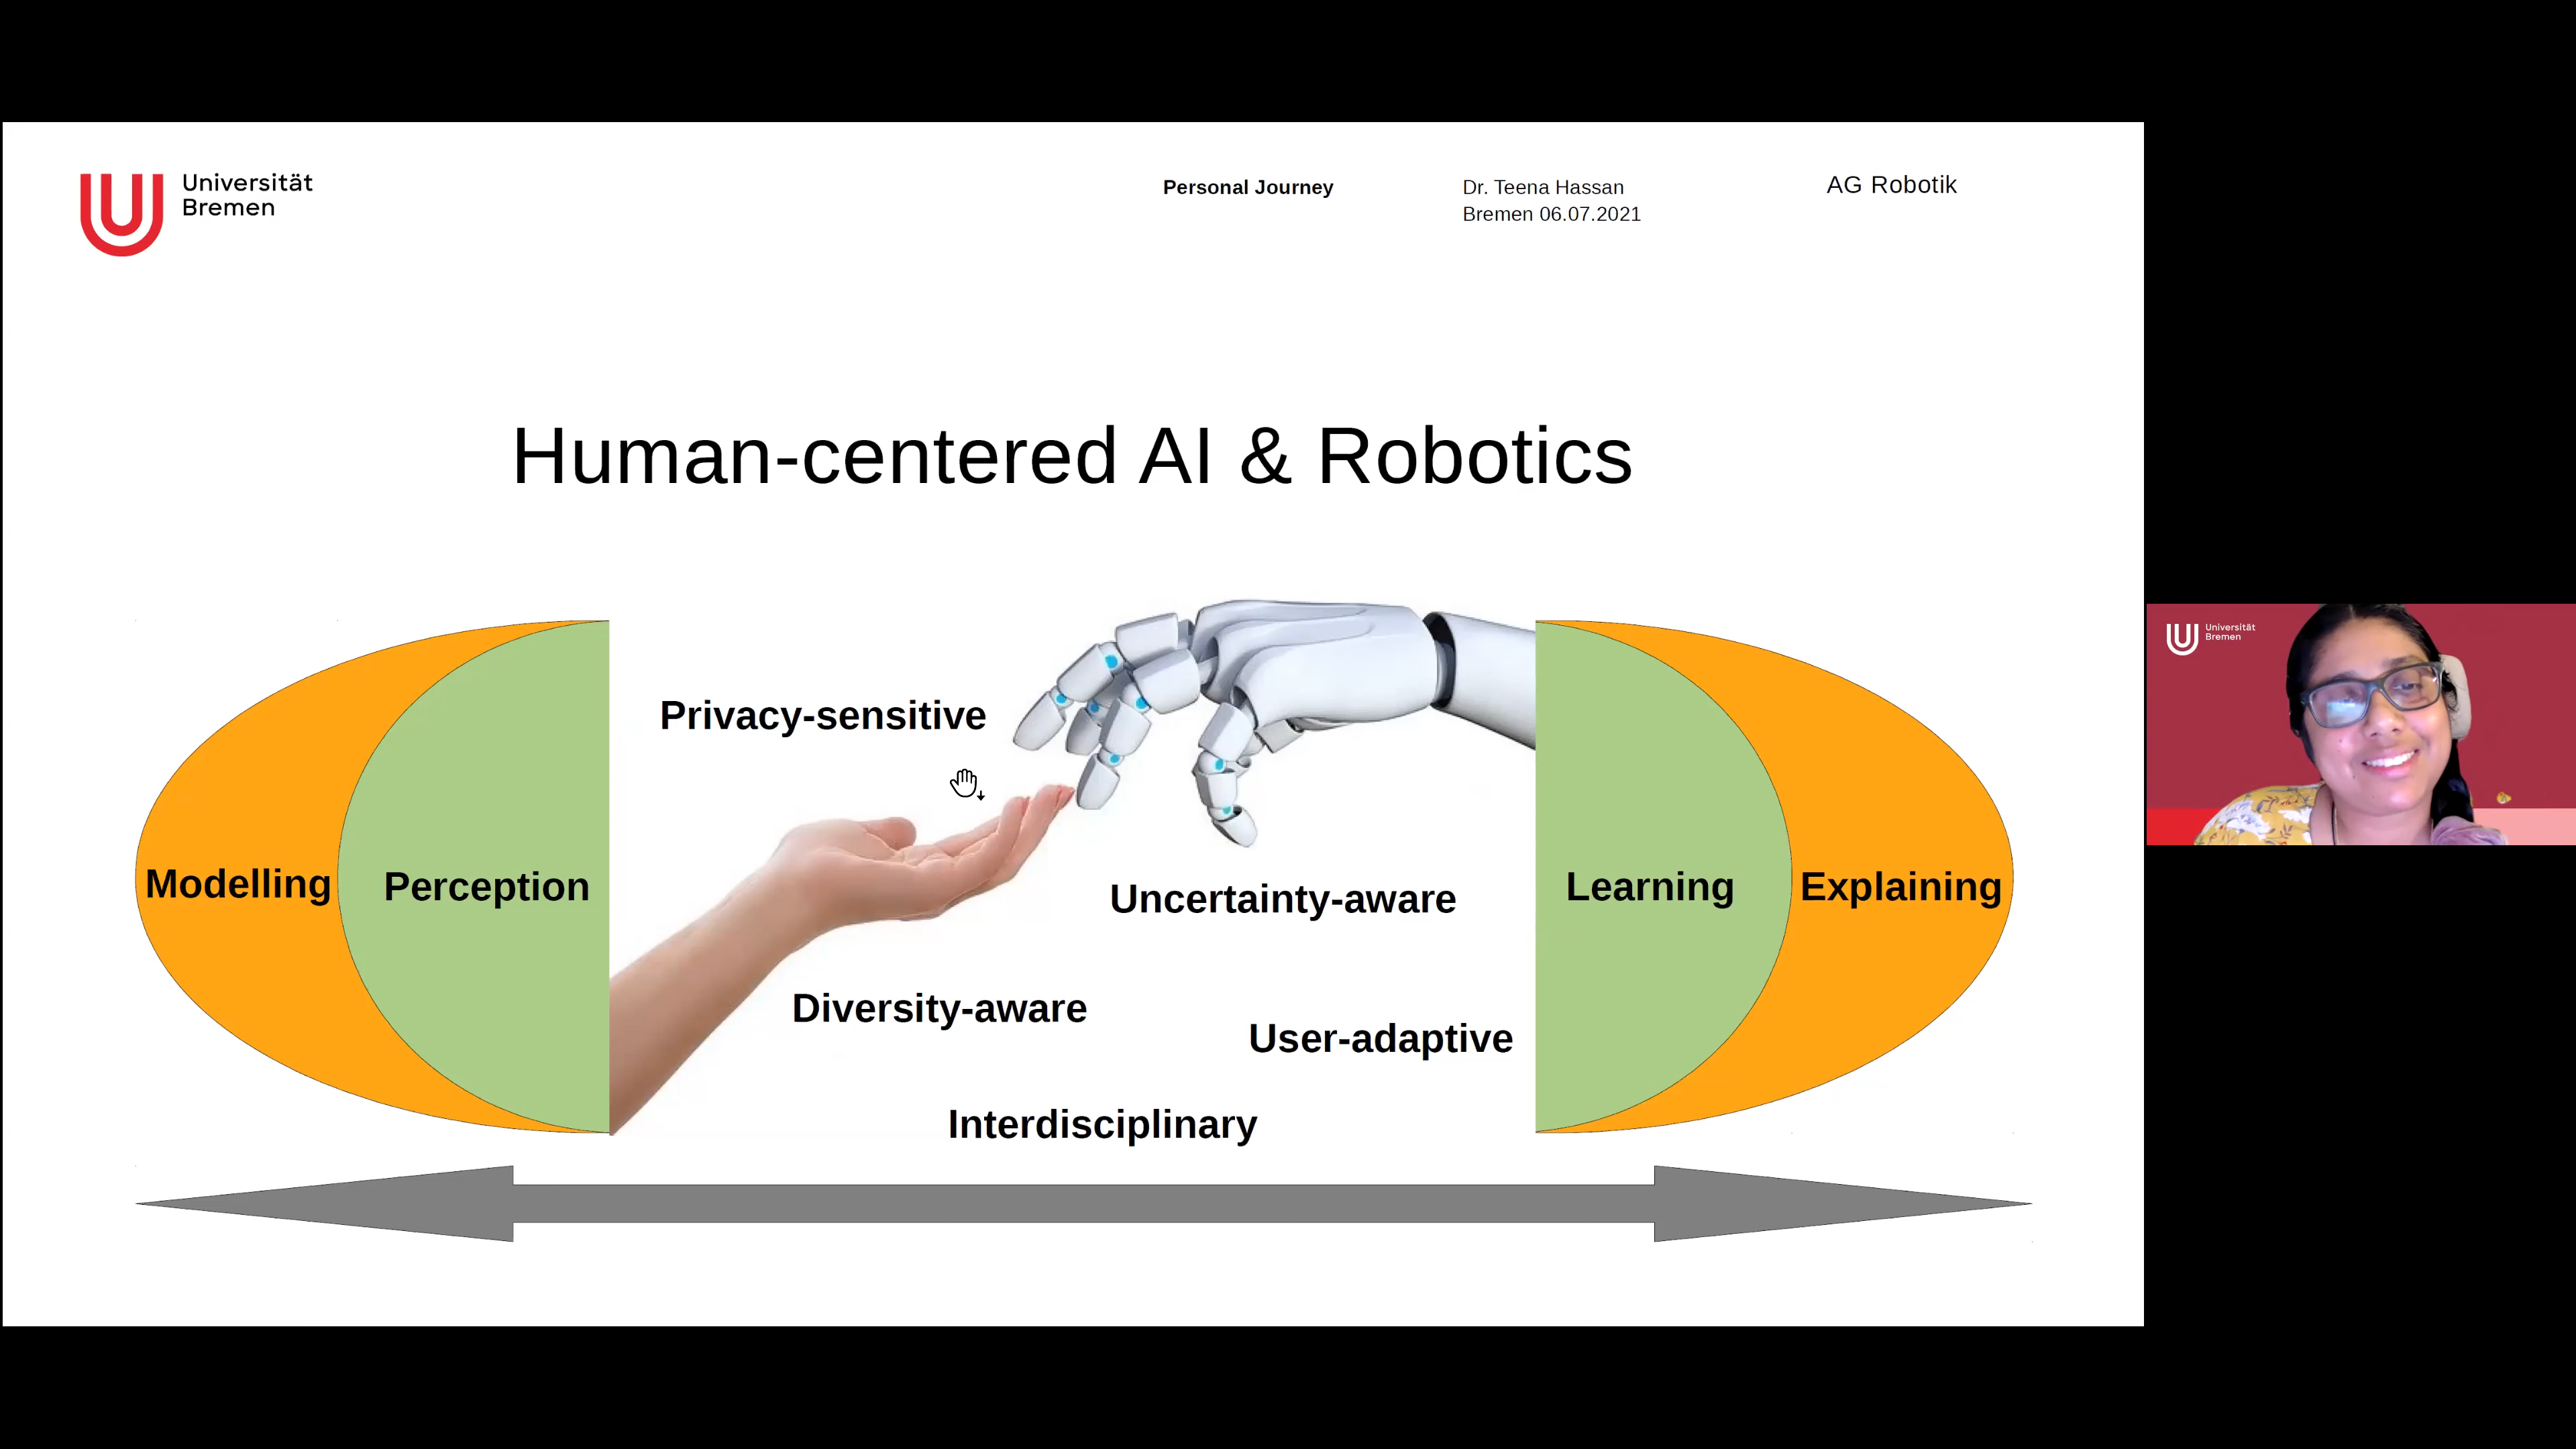 Universität
Bremen
Personal Journey
Dr. Teena Hassan
Bremen 06.07.2021
AG Robotik
Human-centered AI & Robotics
Privacy-sensitive
Modelling
Perception
Uncertainty-aware
Learning
Explaining
Diversity-aware
User-adaptive
Interdisciplinary
Universität
Bremen